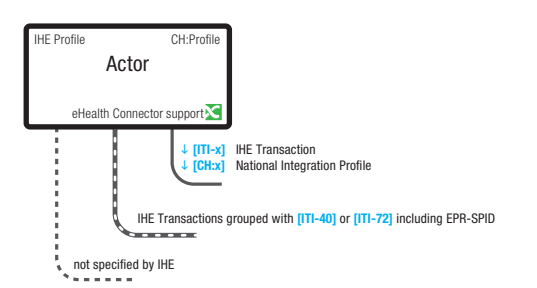 IHE Profile CH:Profile
Actor
eHealth Connector support
↓ [ITI-x] IHE Transaction
↓ [CH:x] National Integration Profile
IHE Transactions grouped with [ITI-40] or [ITI-72] including EPR-SPID
not specified by IHE